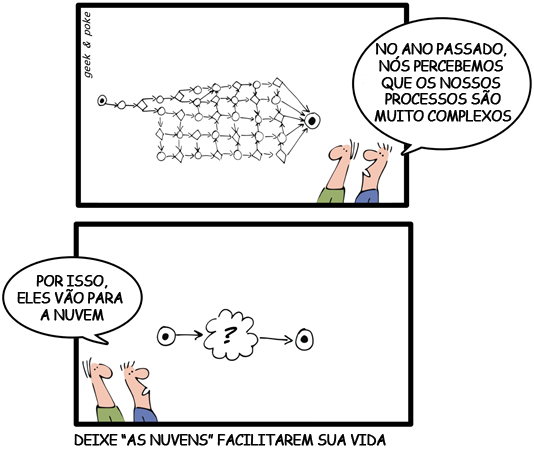 geek & poke
NO ANO PASSADO,
NÓS PERCEBEMOS
QUE OS NOSSOS
PROCESSOS SÃO
MUITO COMPLEXOS
POR ISSO,
ELES VÃO PARA
A NUVEM
?
DEIXE "AS NUVENS" FACILITAREM SUA VIDA